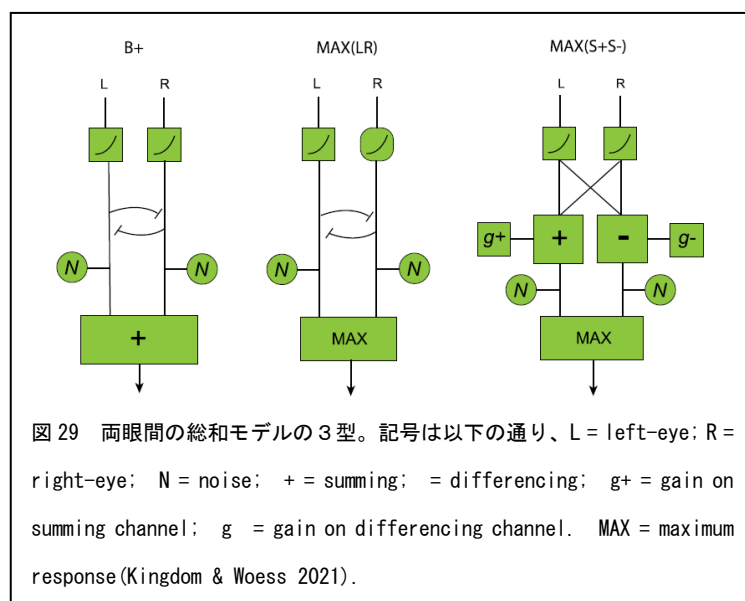 B+ MAX(LR) MAX(S+S-)
L R L R L R
g+ + - g-
N N N N N N
+ MAX MAX
図 29 両眼間の総和モデルの３型。記号は以下の通り、L = left-eye; R =
right-eye; N = noise; + = summing; = differencing; g+ = gain on
summing channel; g = gain on differencing channel. MAX = maximum
response(Kingdom & Woess 2021).